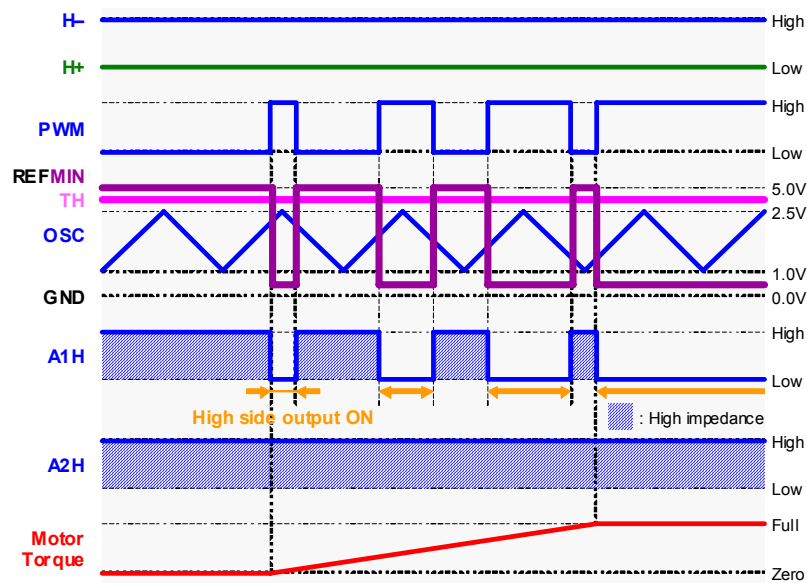 H–
High
H+
Low
PWM
High
Low
REF MIN
5.0V
TH
2.5V
OSC
1.0V
GND
0.0V
A1H
High
Low
High side output ON
: High impedance
A2H
High
Low
Motor
Torque
Full
Zero